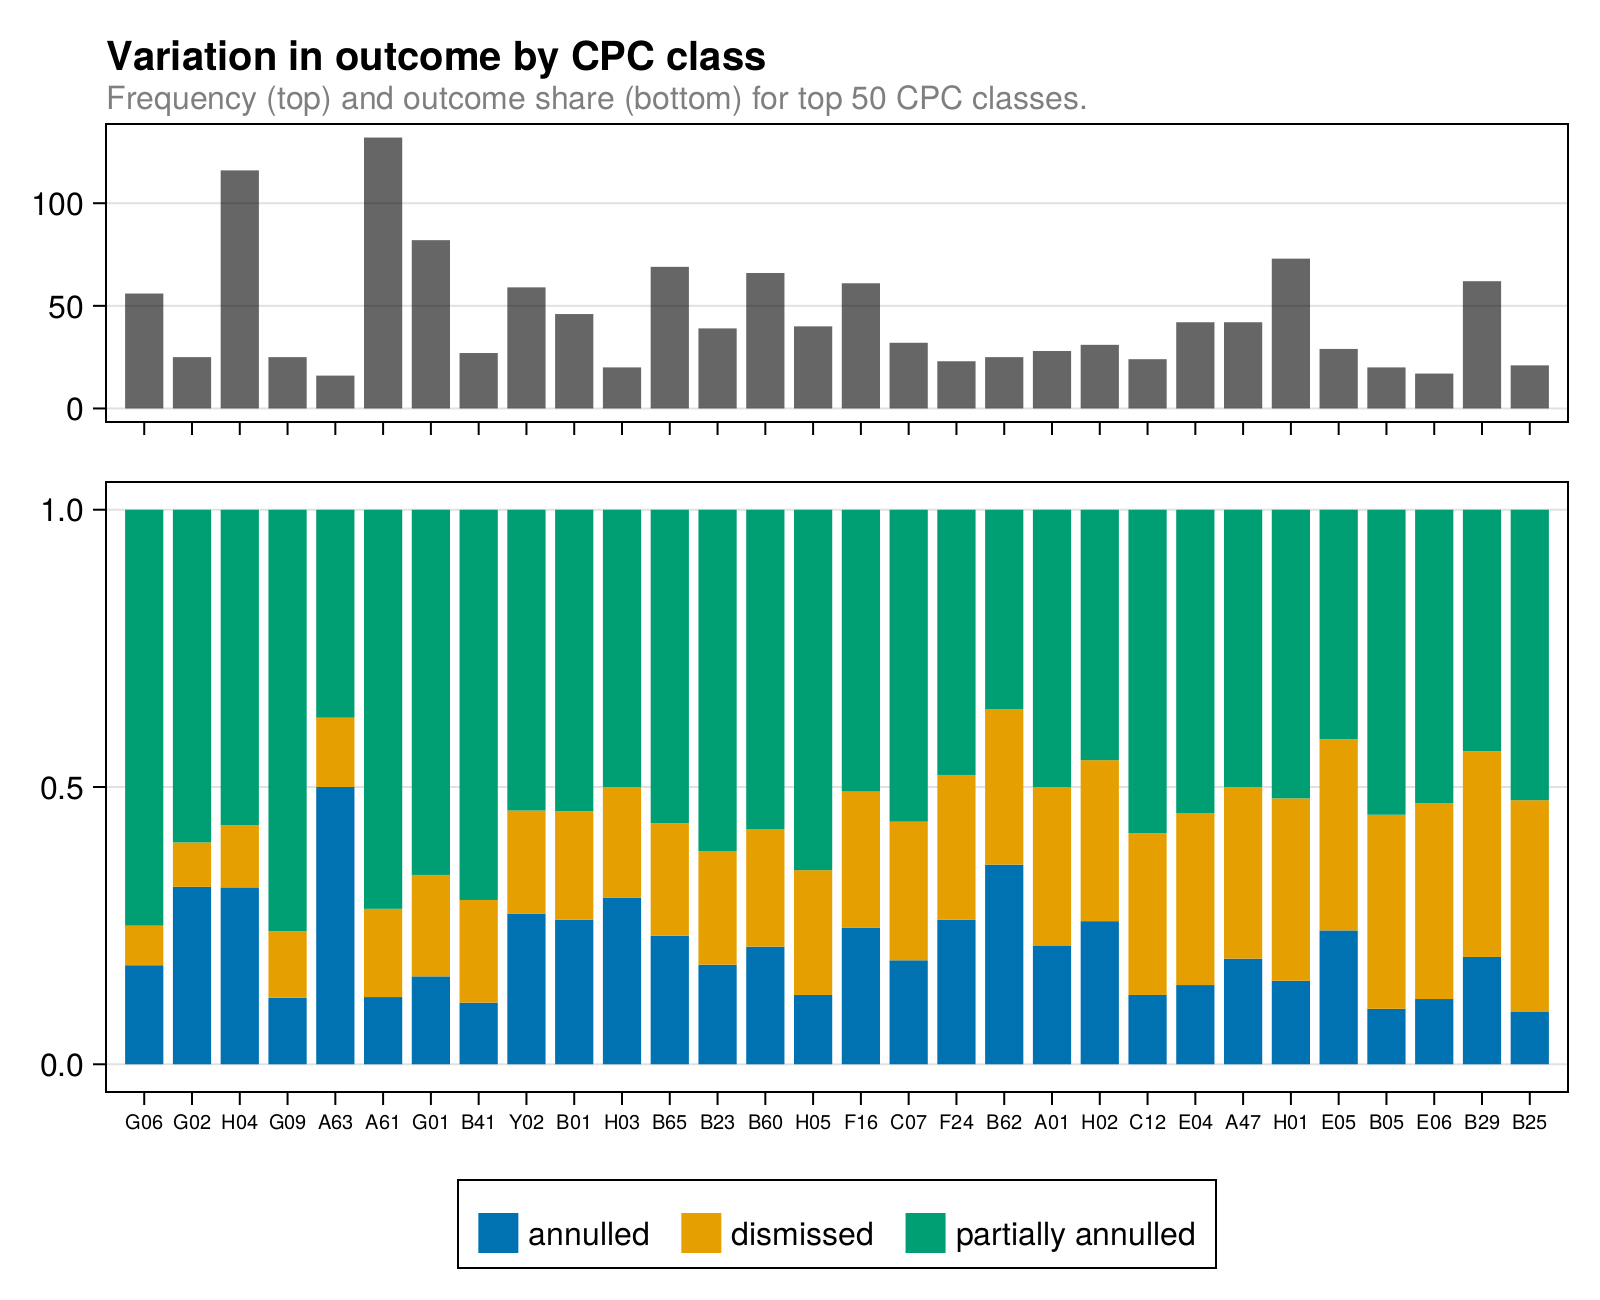 Variation in outcome by CPC class
Frequency (top) and outcome share (bottom) for top 50 CPC classes.
100
50
0
1.0
0.5
0.0
G06 G02 H04 G09 A63 A61 G01 B41 Y02 B01 H03 B65 B23 B60 H05 F16 C07 F24 B62 A01 H02 C12 E04 A47 H01 E05 B05 E06 B29 B25
annulled dismissed partially annulled